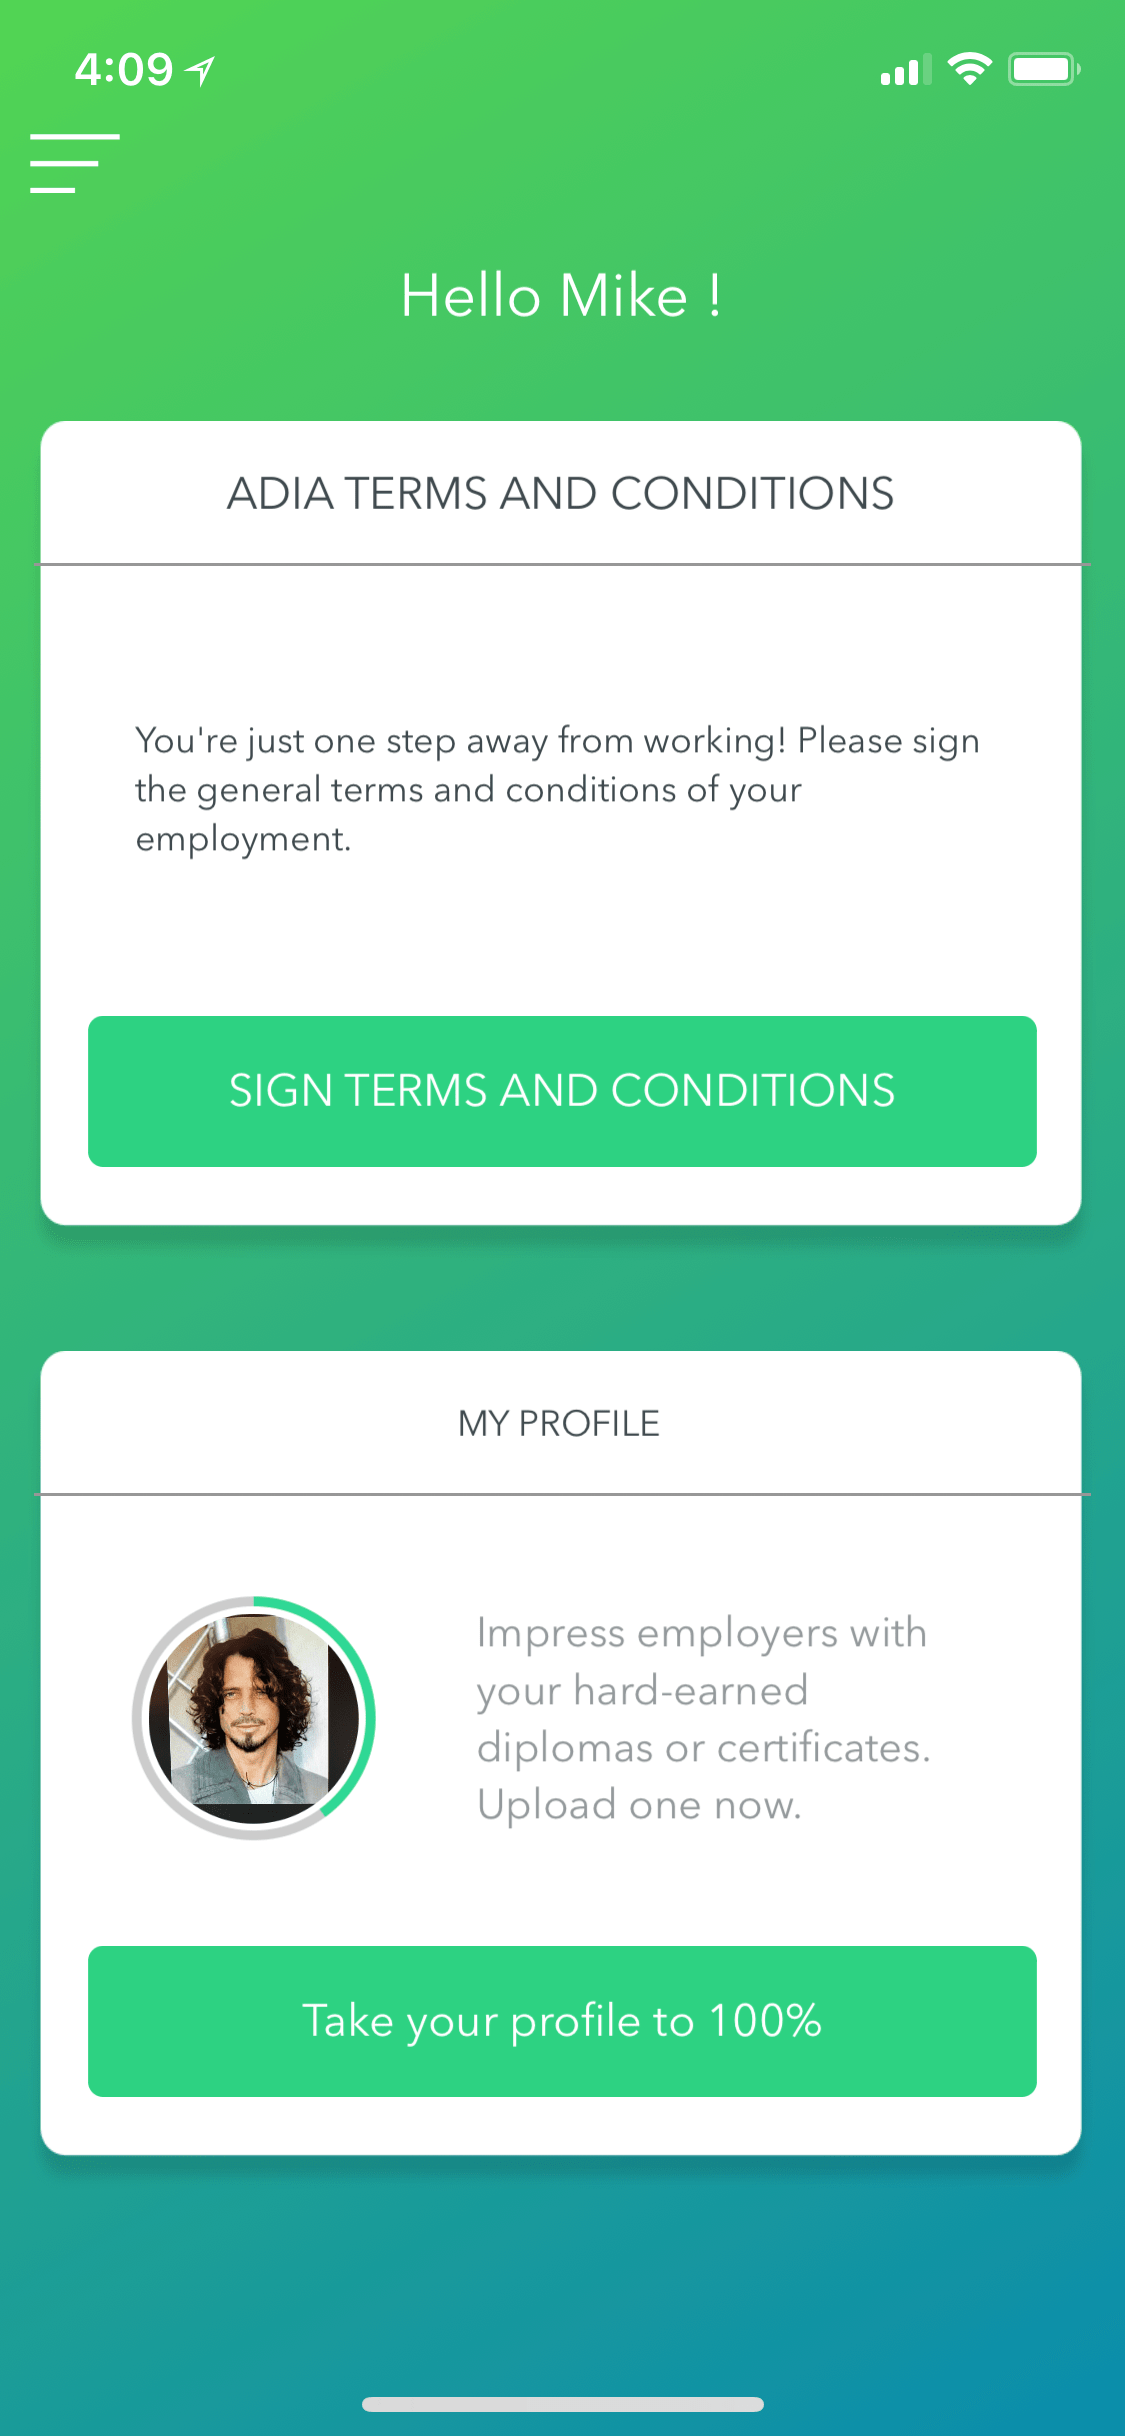 4:09
Hello Mike !
ADIA TERMS AND CONDITIONS
You're just one step away from working! Please sign
the general terms and conditions of your
employment.
SIGN TERMS AND CONDITIONS
MY PROFILE
Impress employers with
your hard-earned
diplomas or certificates.
Upload one now.
Take your profile to 100%